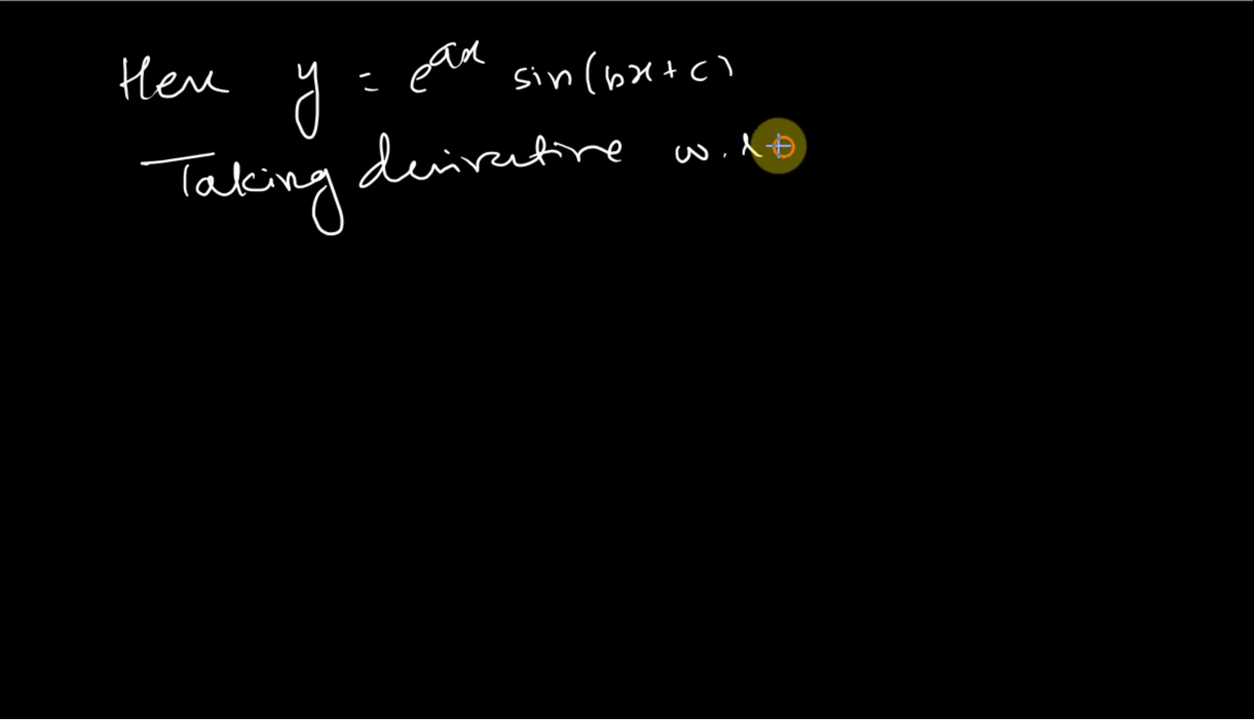 Here y = e^{ax} sin(bx+c)
Taking derivative w.r